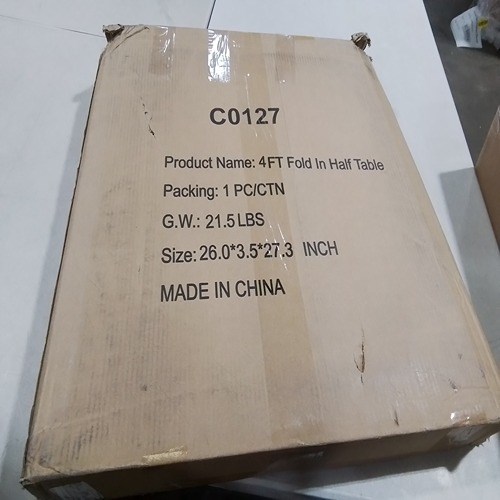 C0127
Product Name: 4FT Fold In Half Table
Packing: 1 PC/CTN
G.W.: 21.5 LBS
Size: 26.0*3.5*27.3 INCH
MADE IN CHINA